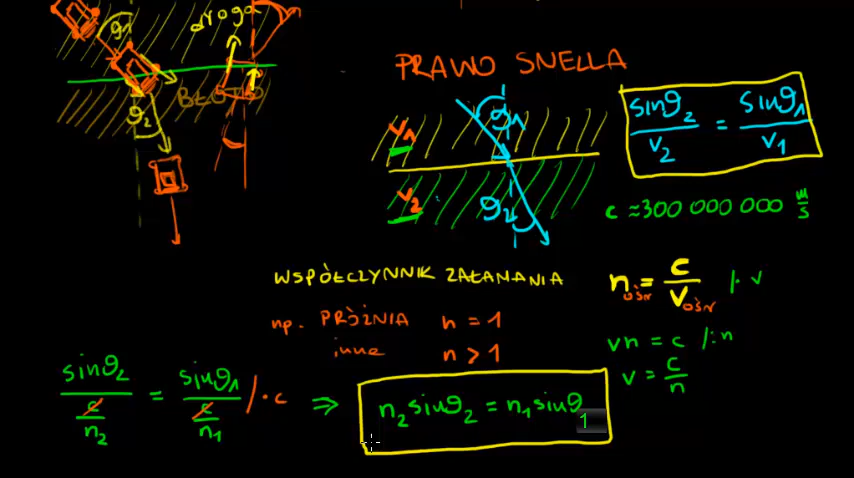 ϑ1
droga
BŁOTO
ϑ2
PRAWO SNELLA
V1
ϑ1
V2
ϑ2
sinϑ2/v2 = sinϑ1/v1
c ≈ 300 000 000 m/s
WSPÓŁCZYNNIK ZAŁAMANIA
n ośr = c/v ośr /· v
np. PRÓŻNIA n = 1
inne n > 1
vn = c /:n
v = c/n
sinϑ2/(c/n2) = sinϑ1/(c/n1) /· c ⇒ n2 sinϑ2 = n1 sinϑ1